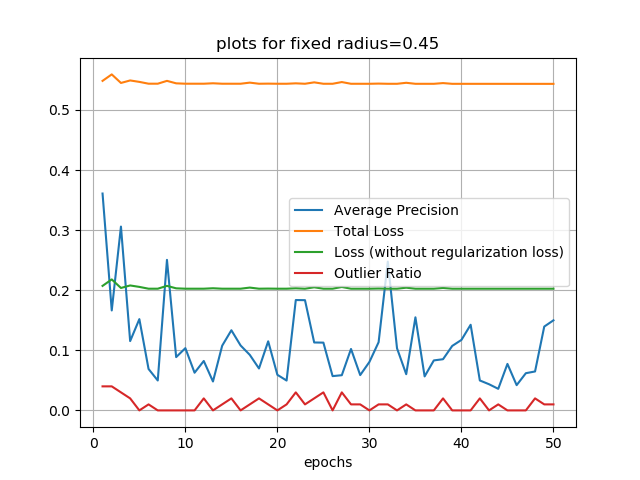 plots for fixed radius=0.45
0.5
0.4
0.3
0.2
0.1
0.0
Average Precision
Total Loss
Loss (without regularization loss)
Outlier Ratio
0 10 20 30 40 50
epochs